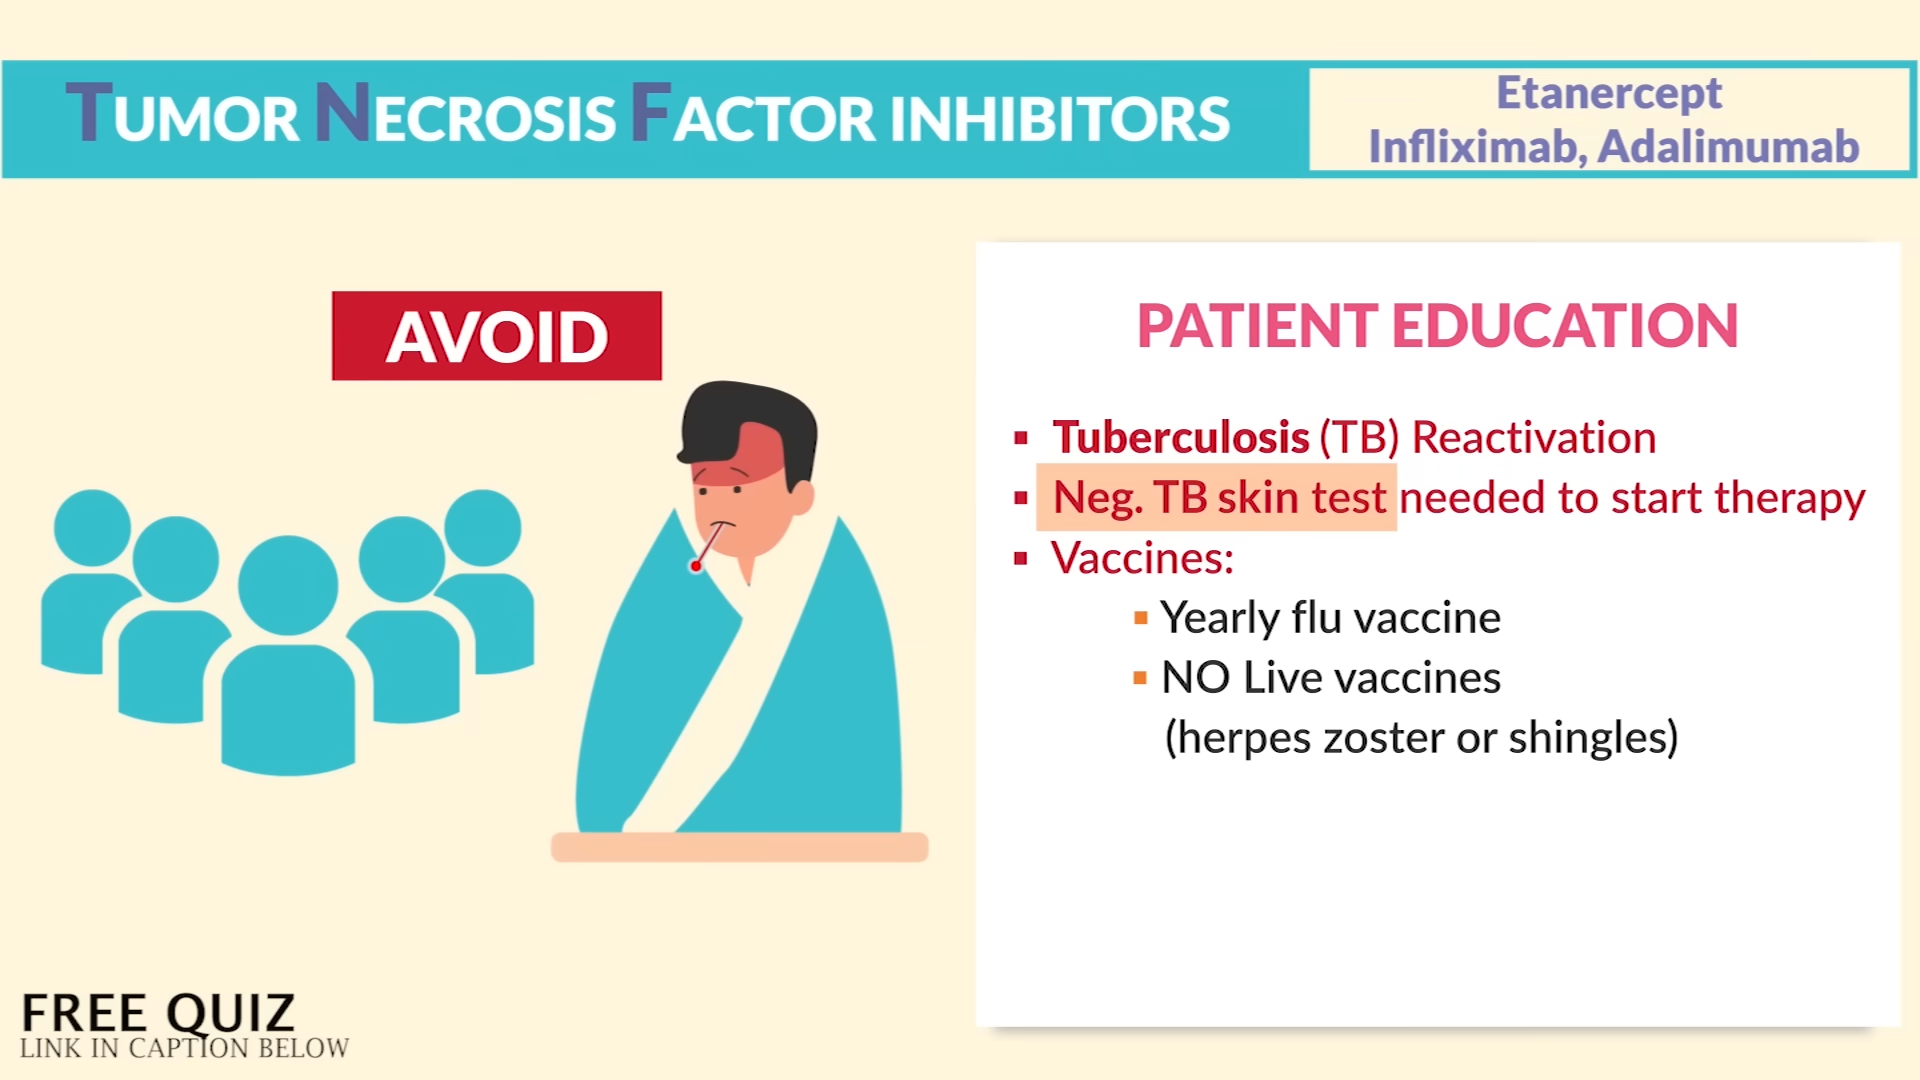 TUMOR NECROSIS FACTOR INHIBITORS
Etanercept
Infliximab, Adalimumab
AVOID
PATIENT EDUCATION
▪ Tuberculosis (TB) Reactivation
▪ Neg. TB skin test needed to start therapy
▪ Vaccines:
▪ Yearly flu vaccine
▪ NO Live vaccines
(herpes zoster or shingles)
FREE QUIZ
LINK IN CAPTION BELOW